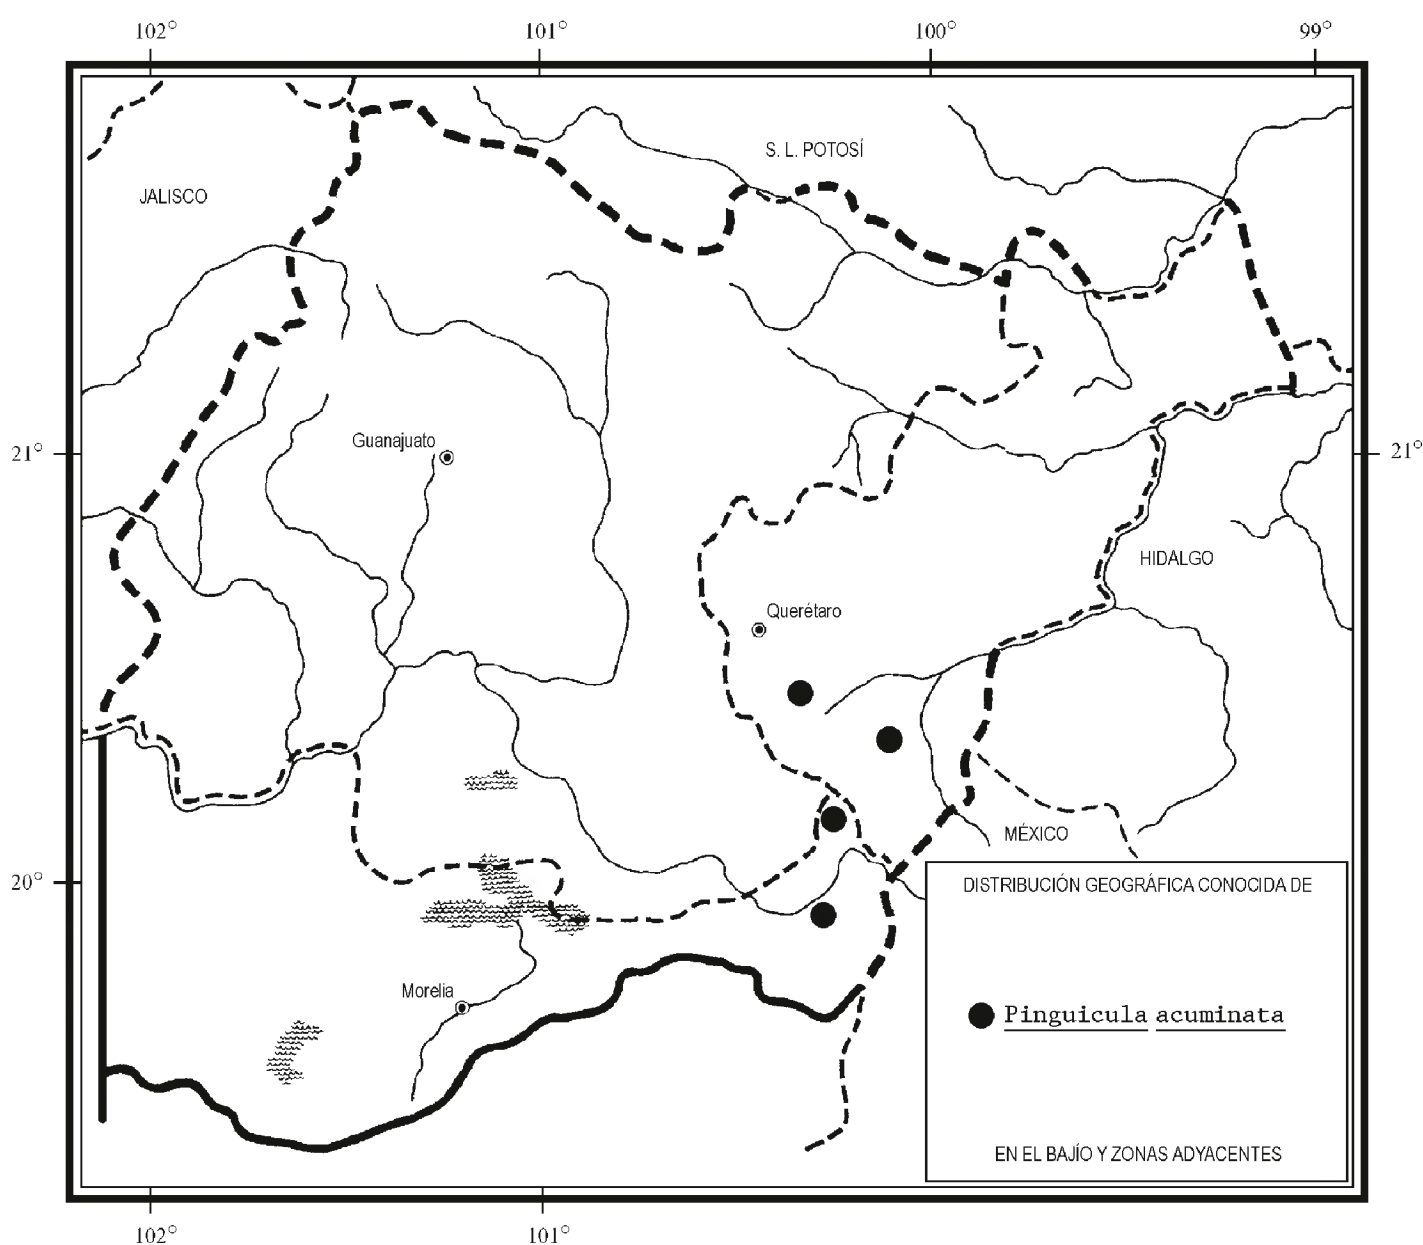 102° 101° 100° 99°
S. L. POTOSÍ
JALISCO
Guanajuato
21° 21°
HIDALGO
Querétaro
MÉXICO
20°
DISTRIBUCIÓN GEOGRÁFICA CONOCIDA DE
Morelia
Pinguicula acuminata
EN EL BAJÍO Y ZONAS ADYACENTES
102° 101°